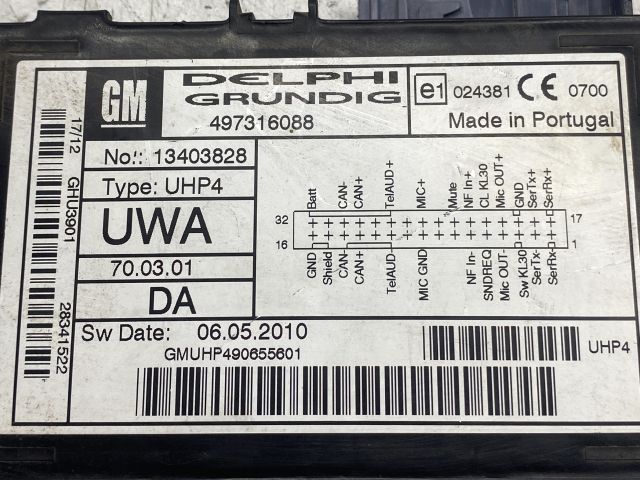 GM
DELPHI
GRUNDIG
497316088
e1 024381 CE 0700
Made in Portugal
17/12 GHU3901 28341522
No.: 13403828
Type: UHP4
UWA
70.03.01
DA
Batt CAN- CAN+ TelAUD+ MIC+ Mute NF In+ CL KL30 Mic OUT+ GND SerTx+ SerRx+
32 17
16 1
GND Shield CAN- CAN+ TelAUD- MIC GND NF In- SNDREQ Mic OUT- Sw KL30 SerTx- SerRx-
Sw Date: 06.05.2010
GMUHP490655601
UHP4